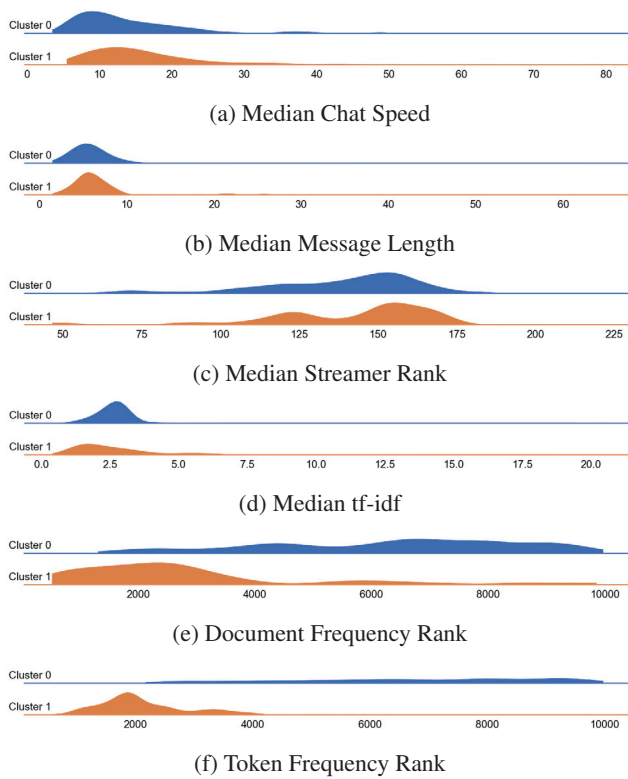 Cluster 0
Cluster 1
0 10 20 30 40 50 60 70 80
(a) Median Chat Speed
Cluster 0
Cluster 1
0 10 20 30 40 50 60
(b) Median Message Length
Cluster 0
Cluster 1
50 75 100 125 150 175 200 225
(c) Median Streamer Rank
Cluster 0
Cluster 1
0.0 2.5 5.0 7.5 10.0 12.5 15.0 17.5 20.0
(d) Median tf-idf
Cluster 0
Cluster 1
2000 4000 6000 8000 10000
(e) Document Frequency Rank
Cluster 0
Cluster 1
2000 4000 6000 8000 10000
(f) Token Frequency Rank